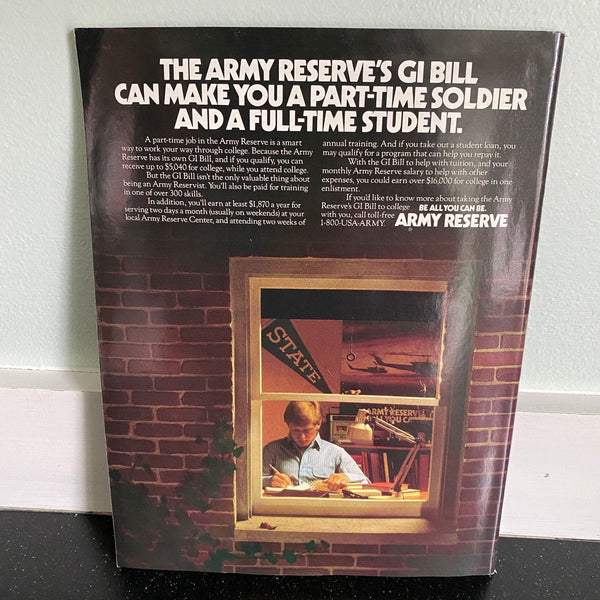 THE ARMY RESERVE'S GI BILL
CAN MAKE YOU A PART-TIME SOLDIER
AND A FULL-TIME STUDENT.
A part-time job in the Army Reserve is a smart
way to work your way through college. Because the Army
Reserve has its own GI Bill, and if you qualify, you can
receive up to $5,040 for college, while you attend college.
But the GI Bill isn't the only valuable thing about
being an Army Reservist. You'll also be paid for training
in one of over 300 skills.
In addition, you'll earn at least $1,870 a year for
serving two days a month (usually on weekends) at your
local Army Reserve Center, and attending two weeks of
annual training. And if you take out a student loan, you
may qualify for a program that can help you repay it.
With the GI Bill to help with tuition, and your
monthly Army Reserve salary to help with other
expenses, you could earn over $16,000 for college in one
enlistment.
If you'd like to know more about taking the Army
Reserve's GI Bill to college
with you, call toll-free
1-800-USA-ARMY.
BE ALL YOU CAN BE.
ARMY RESERVE
STATE
ARMY RESERVE
ALL YOU CA